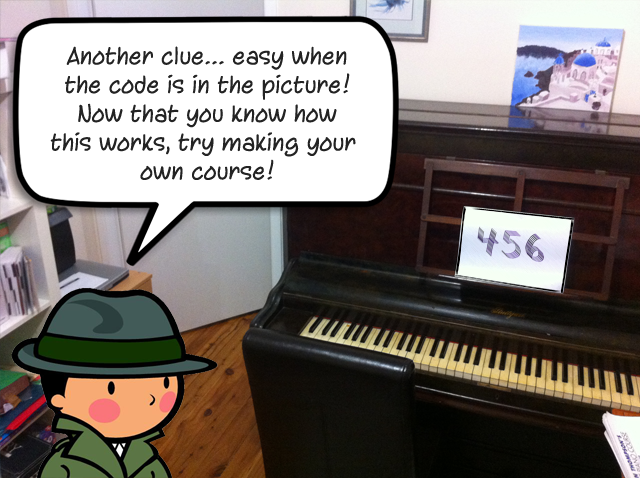 Another clue... easy when
the code is in the picture!
Now that you know how
this works, try making your
own course!
456